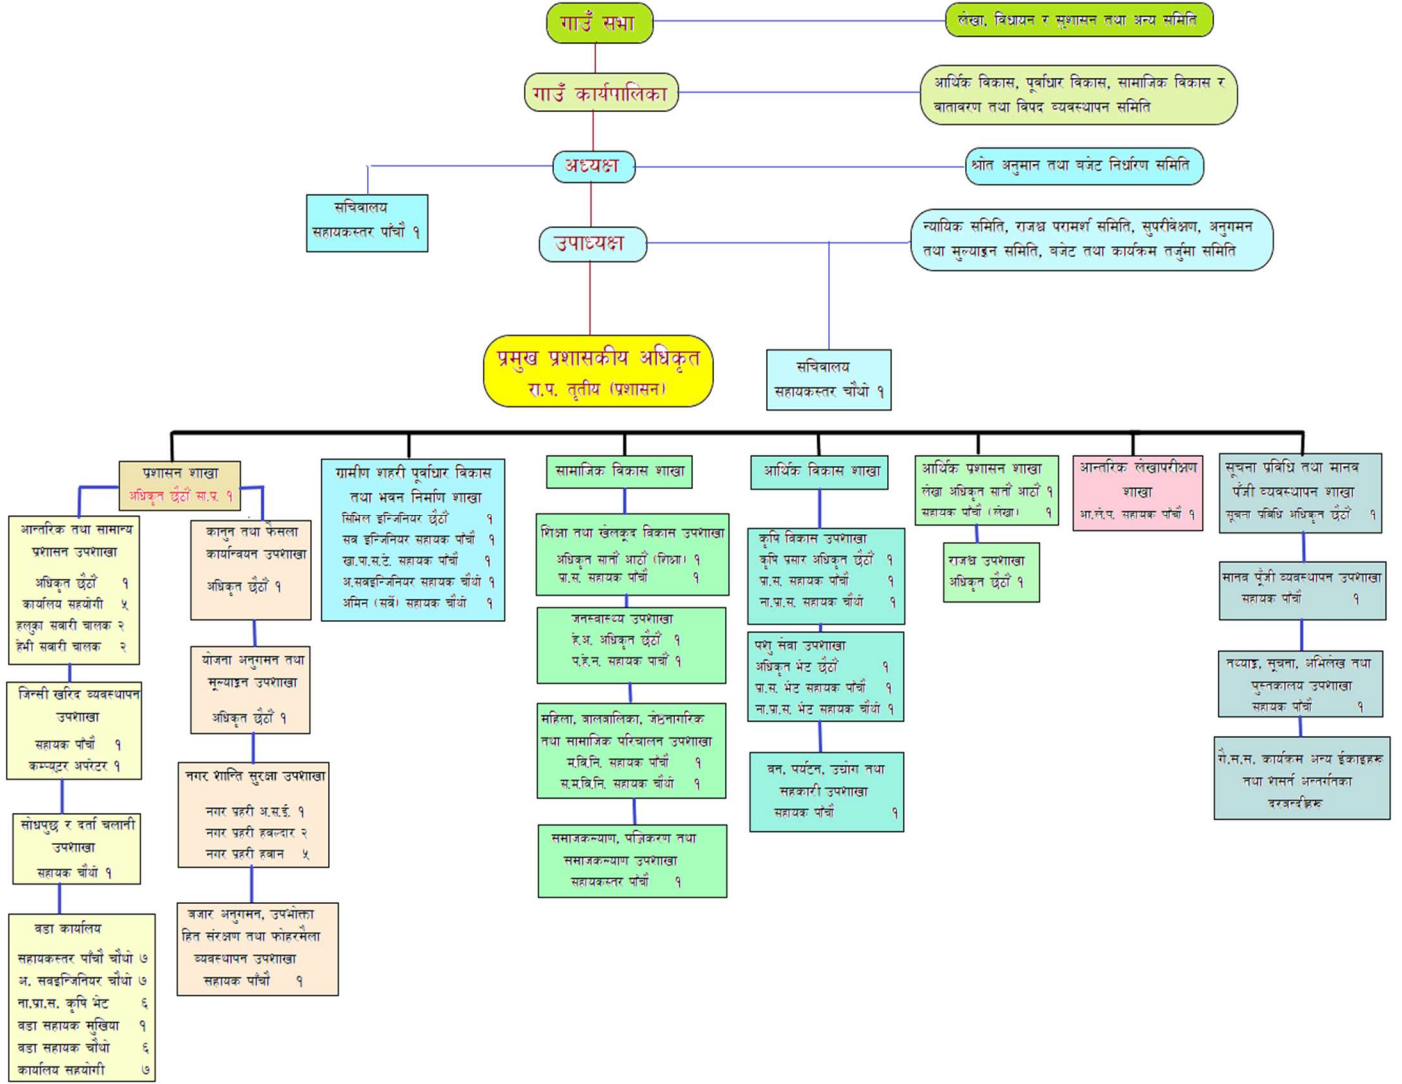 गाउँ सभा
लेखा, विधायन र सुशासन तथा अन्य समिति
गाउँ कार्यपालिका
आर्थिक विकास, पूर्वाधार विकास, सामाजिक विकास र
वातावरण तथा विपद व्यवस्थापन समिति
अध्यक्ष
श्रोत अनुमान तथा बजेट निर्धारण समिति
सचिवालय
सहायकस्तर पाँचौ १
उपाध्यक्ष
न्यायिक समिति, राजश्व परामर्श समिति, सुपरीवेक्षण, अनुगमन
तथा मुल्याङ्कन समिति, बजेट तथा कार्यक्रम तर्जुमा समिति
प्रमुख प्रशासकीय अधिकृत
रा.प. तृतीय (प्रशासन)
सचिवालय
सहायकस्तर चौथो १
प्रशासन शाखा
अधिकृत छैठौँ सा.प्र. १
आन्तरिक तथा सामान्य
प्रशासन उपशाखा
अधिकृत छैठौँ १
कार्यालय सहयोगी ५
हलुका सवारी चालक २
हेभी सवारी चालक २
जिन्सी खरिद व्यवस्थापन
उपशाखा
सहायक पाँचौ १
कम्प्युटर अपरेटर १
सोधपुछ र दर्ता चलानी
उपशाखा
सहायक चौथो १
वडा कार्यालय
सहायकस्तर पाँचौ चौथो ७
अ. सवइन्जिनियर चौथो ७
ना.प्रा.स. कृषि भेट ६
वडा सहायक मुखिया १
वडा सहायक चौथो ६
कार्यालय सहयोगी ७
कानुन तथा फैसला
कार्यान्वयन उपशाखा
अधिकृत छैठौँ १
योजना अनुगमन तथा
मूल्याङ्कन उपशाखा
अधिकृत छैठौँ १
नगर शान्ति सुरक्षा उपशाखा
नगर प्रहरी अ.स.ई. १
नगर प्रहरी हवल्दार २
नगर प्रहरी हवान ५
बजार अनुगमन, उपभोक्ता
हित संरक्षण तथा फोहरमैला
व्यवस्थापन उपशाखा
सहायक पाँचौ १
ग्रामीण शहरी पूर्वाधार विकास
तथा भवन निर्माण शाखा
सिभिल इन्जिनियर छैठौँ १
सव इन्जिनियर सहायक पाँचौ १
खा.पा.स.टे. सहायक पाँचौ १
अ.सवइन्जिनियर सहायक चौथो १
अमिन (सर्वे) सहायक चौथो १
सामाजिक विकास शाखा
शिक्षा तथा खेलकूद विकास उपशाखा
अधिकृत सातौँ आठौँ (शिक्षा) १
प्रा.स. सहायक पाँचौ १
जनस्वास्थ्य उपशाखा
हे.अ. अधिकृत छैठौँ १
प.हे.न. सहायक पाचौ १
महिला, बालबालिका, जेष्ठनागरिक
तथा सामाजिक परिचालन उपशाखा
म.वि.नि. सहायक पाँचौ १
स.म.वि.नि. सहायक चौथो १
समाजकल्याण, पञ्जिकरण तथा
समाजकल्याण उपशाखा
सहायकस्तर पाँचौ १
आर्थिक विकास शाखा
कृषि विकास उपशाखा
कृषि प्रसार अधिकृत छैठौँ १
प्रा.स. सहायक पाँचौ १
ना.प्रा.स. सहायक चौथो १
पशु सेवा उपशाखा
अधिकृत भेट छैठौँ १
प्रा.स. भेट सहायक पाँचौ १
ना.प्रा.स. भेट सहायक चौथो १
वन, पर्यटन, उद्योग तथा
सहकारी उपशाखा
सहायक पाँचौ १
आर्थिक प्रशासन शाखा
लेखा अधिकृत सातौँ आठौँ १
सहायक पाँचौ (लेखा) १
राजश्व उपशाखा
अधिकृत छैठौँ १
आन्तरिक लेखापरीक्षण
शाखा
आ.ले.प. सहायक पाँचौ १
सूचना प्रविधि तथा मानव
पूँजी व्यवस्थापन शाखा
सूचना प्रविधि अधिकृत छैठौँ १
मानव पूँजी व्यवस्थापन उपशाखा
सहायक पाँचौ १
तथ्याङ्क, सूचना, अभिलेख तथा
पुस्तकालय उपशाखा
सहायक पाँचौ १
गै.स.स. कार्यक्रम अन्य ईकाइहरू
तथा शसर्त अन्तर्गतका
दरबन्दीहरू